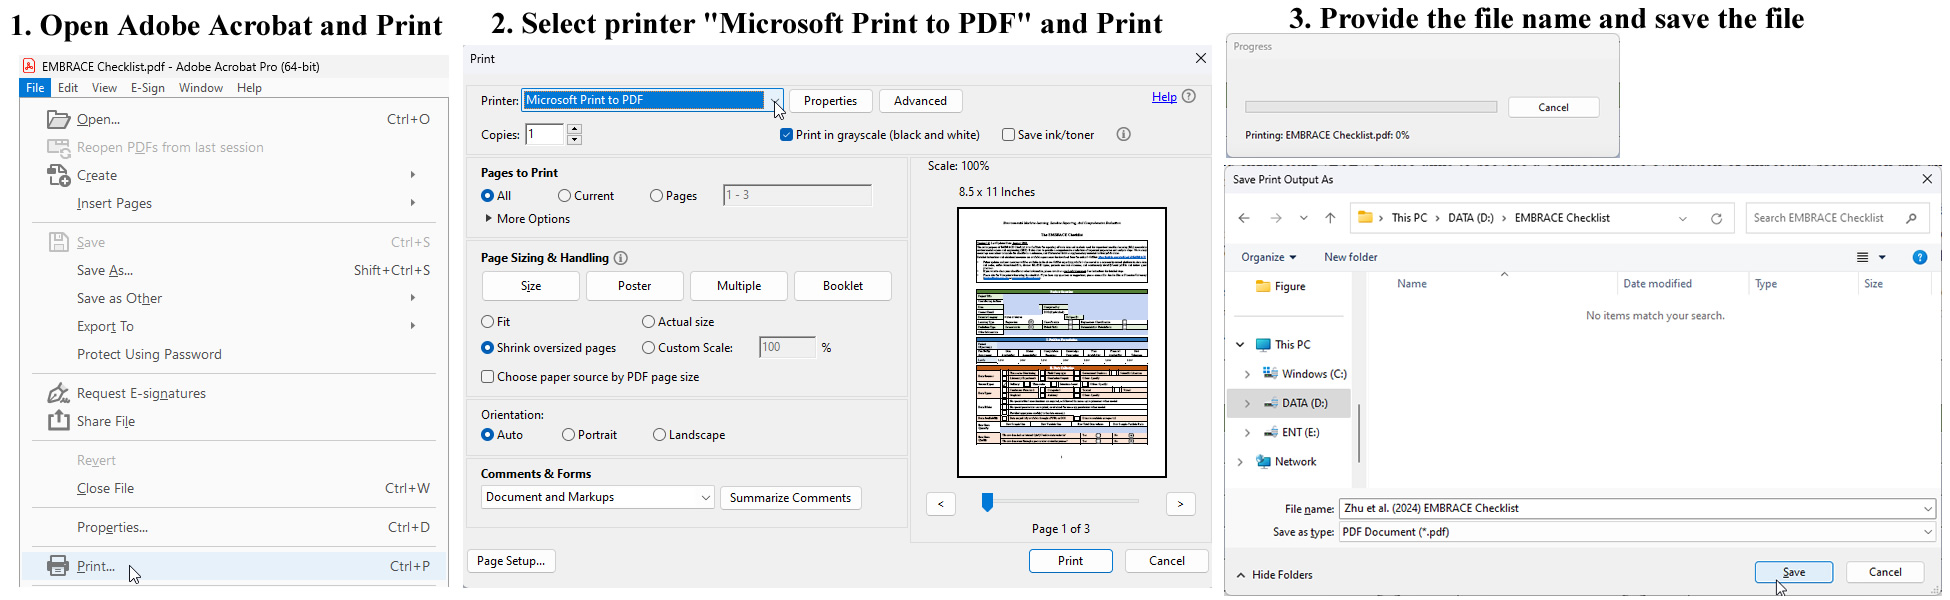 1. Open Adobe Acrobat and Print
EMBRACE Checklist.pdf - Adobe Acrobat Pro (64-bit)
File Edit View E-Sign Window Help
Open... Ctrl+O
Reopen PDFs from last session
Create
Insert Pages
Save Ctrl+S
Save As... Shift+Ctrl+S
Save as Other
Export To
Protect Using Password
Request E-signatures
Share File
Revert
Close File Ctrl+W
Properties... Ctrl+D
Print... Ctrl+P
2. Select printer "Microsoft Print to PDF" and Print
Print
Printer: Microsoft Print to PDF Properties Advanced Help
Copies: 1 Print in grayscale (black and white) Save ink/toner
Pages to Print
All Current Pages 1 - 3
More Options
Page Sizing & Handling
Size Poster Multiple Booklet
Fit Actual size
Shrink oversized pages Custom Scale: 100 %
Choose paper source by PDF page size
Orientation:
Auto Portrait Landscape
Comments & Forms
Document and Markups Summarize Comments
Scale: 100%
8.5 x 11 Inches
The EMBRACE Checklist
< >
Page 1 of 3
Page Setup... Print Cancel
3. Provide the file name and save the file
Progress
Cancel
Printing: EMBRACE Checklist.pdf: 0%
Save Print Output As
This PC DATA (D:) EMBRACE Checklist Search EMBRACE Checklist
Organize New folder
Name Date modified Type Size
No items match your search.
Figure
This PC
Windows (C:)
DATA (D:)
ENT (E:)
Network
File name: Zhu et al. (2024) EMBRACE Checklist
Save as type: PDF Document (*.pdf)
Hide Folders Save Cancel